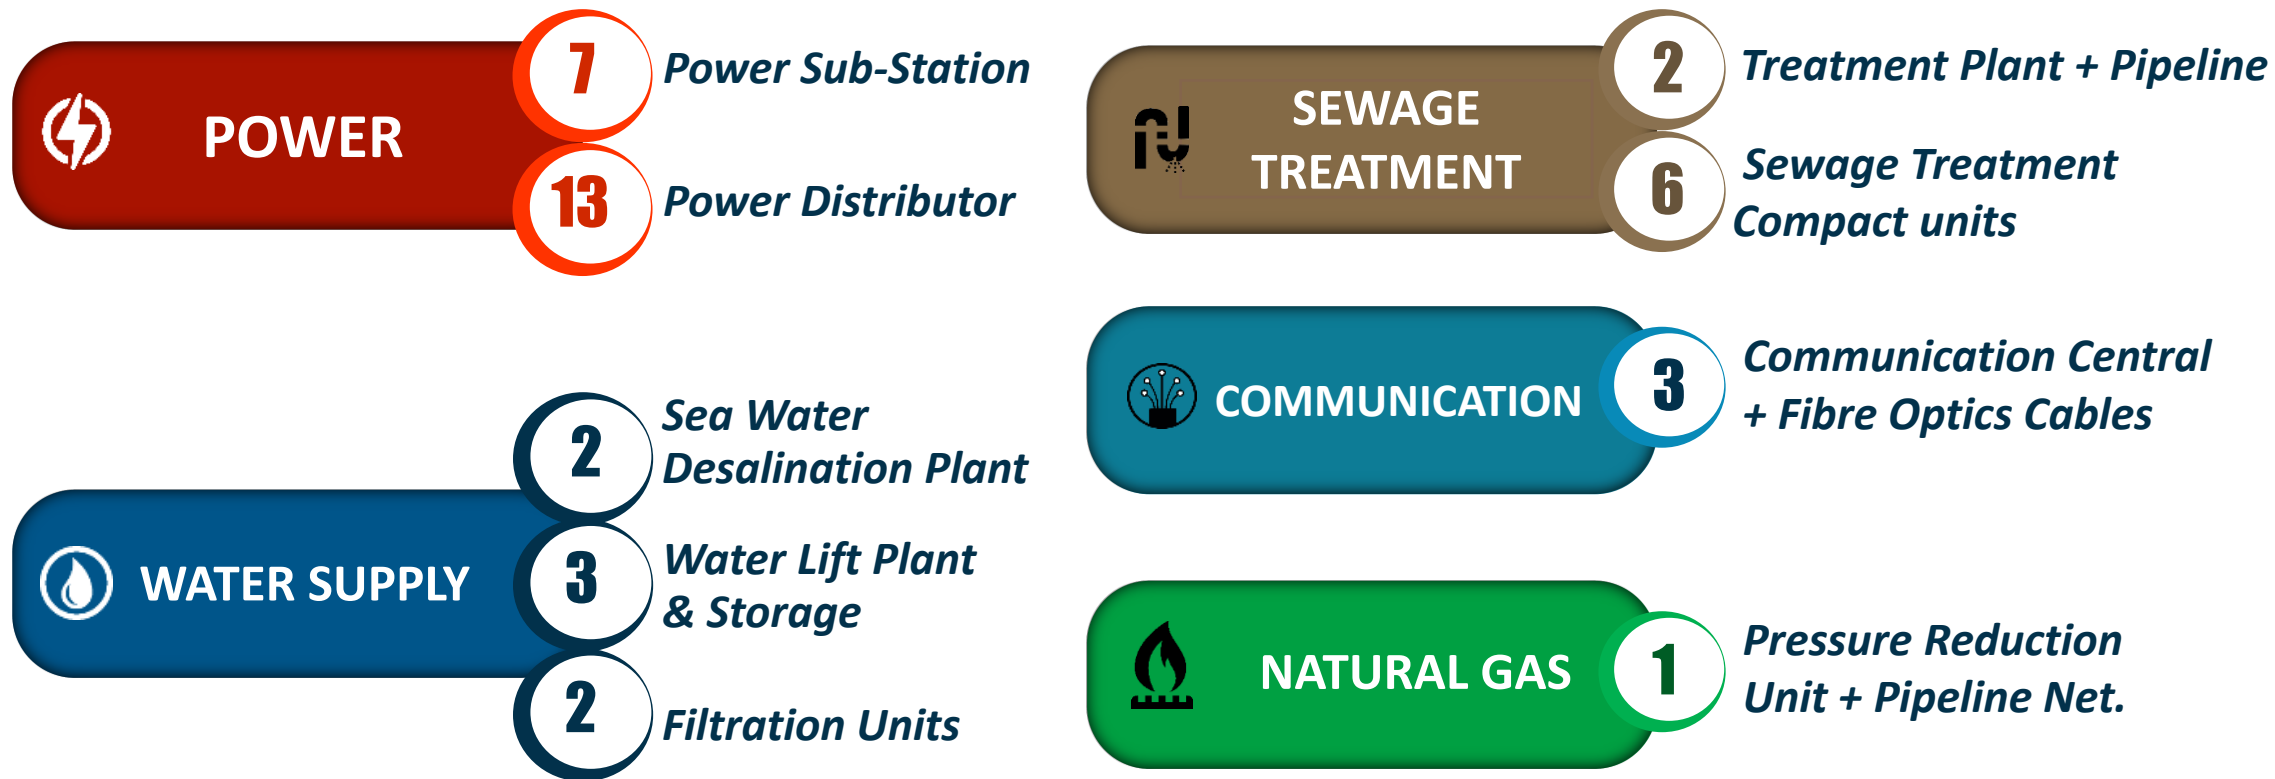 POWER
7
Power Sub-Station
13
Power Distributor
WATER SUPPLY
2
Sea Water
Desalination Plant
3
Water Lift Plant
& Storage
2
Filtration Units
SEWAGE
TREATMENT
2
Treatment Plant + Pipeline
6
Sewage Treatment
Compact units
COMMUNICATION
3
Communication Central
+ Fibre Optics Cables
NATURAL GAS
1
Pressure Reduction
Unit + Pipeline Net.